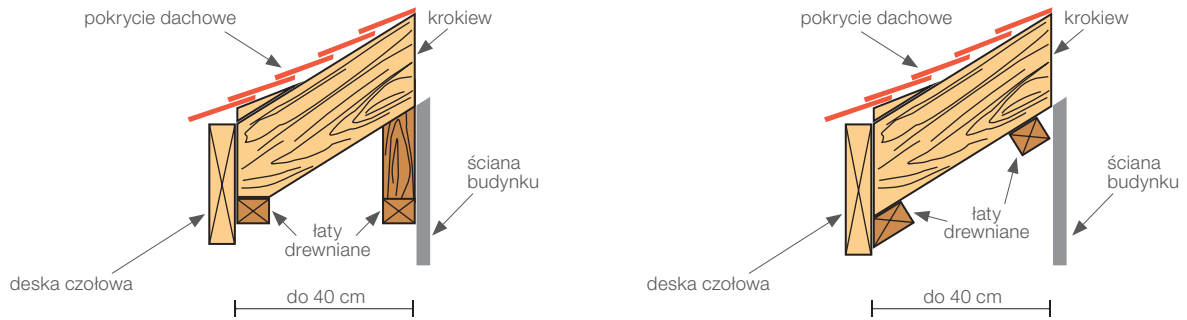 pokrycie dachowe
krokiew
ściana
budynku
łaty
drewniane
deska czołowa
do 40 cm
pokrycie dachowe
krokiew
ściana
budynku
łaty
drewniane
deska czołowa
do 40 cm